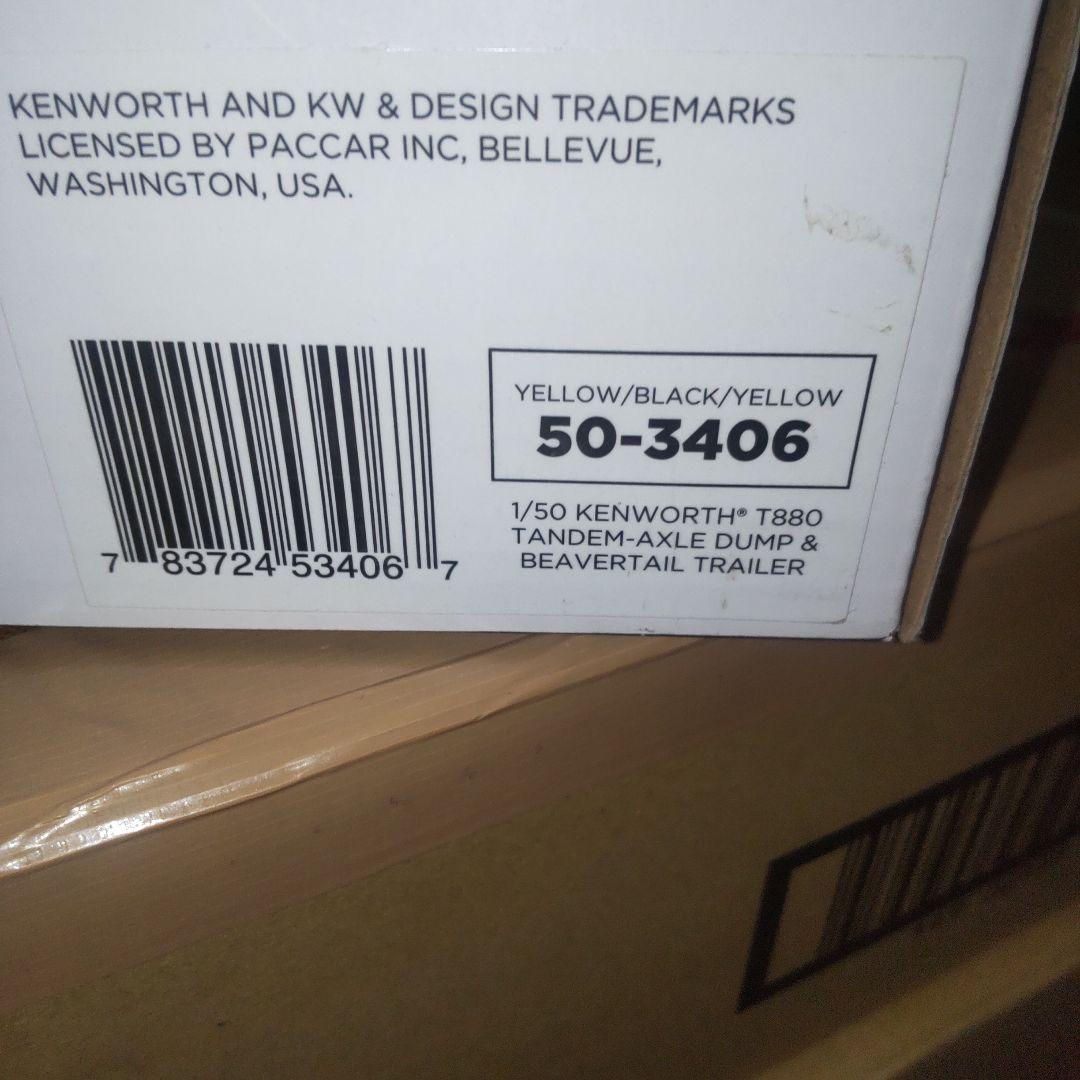 KENWORTH AND KW & DESIGN TRADEMARKS
LICENSED BY PACCAR INC, BELLEVUE,
WASHINGTON, USA.
7 83724 53406 7
YELLOW/BLACK/YELLOW
50-3406
1/50 KENWORTH® T880
TANDEM-AXLE DUMP &
BEAVERTAIL TRAILER